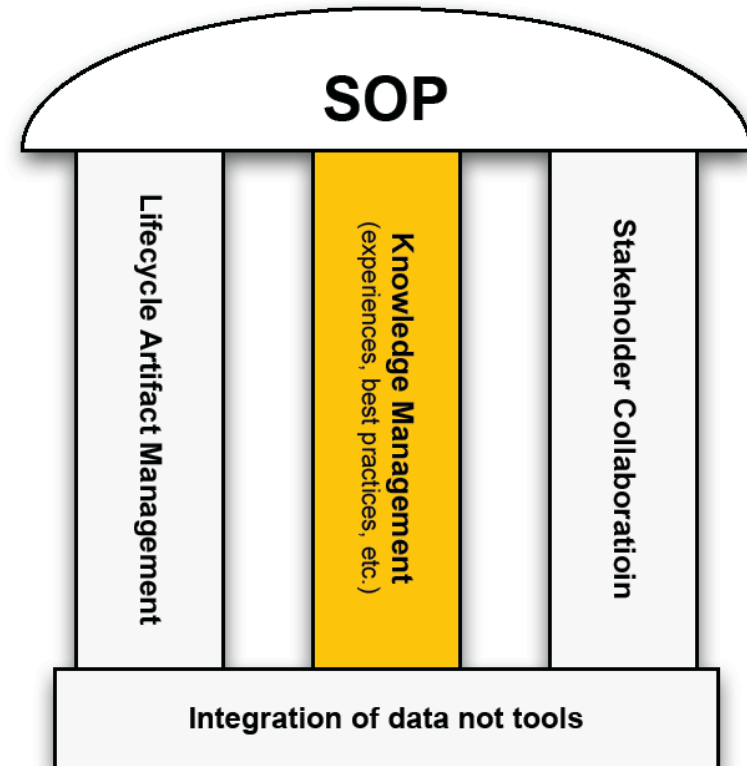 SOP
Lifecycle Artifact Management
Knowledge Management
(experiences, best practices, etc.)
Stakeholder Collaboratioin
Integration of data not tools